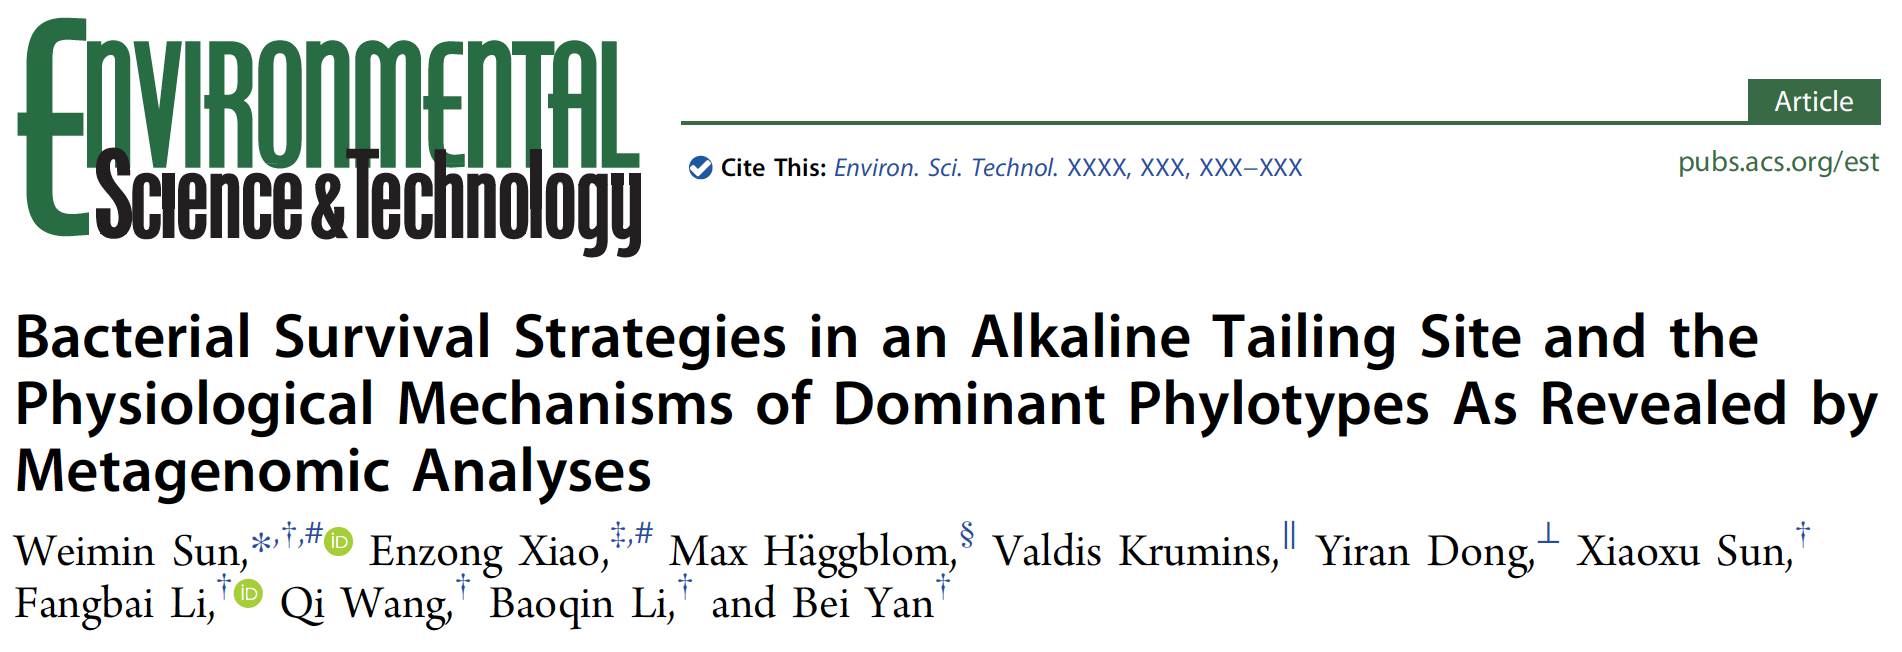 Environmental
Science & Technology
Article
Cite This: Environ. Sci. Technol. XXXX, XXX, XXX−XXX
pubs.acs.org/est
Bacterial Survival Strategies in an Alkaline Tailing Site and the
Physiological Mechanisms of Dominant Phylotypes As Revealed by
Metagenomic Analyses
Weimin Sun,*,†,# iD Enzong Xiao,‡,# Max Häggblom,§ Valdis Krumins,∥ Yiran Dong,⊥ Xiaoxu Sun,†
Fangbai Li,† iD Qi Wang,† Baoqin Li,† and Bei Yan†